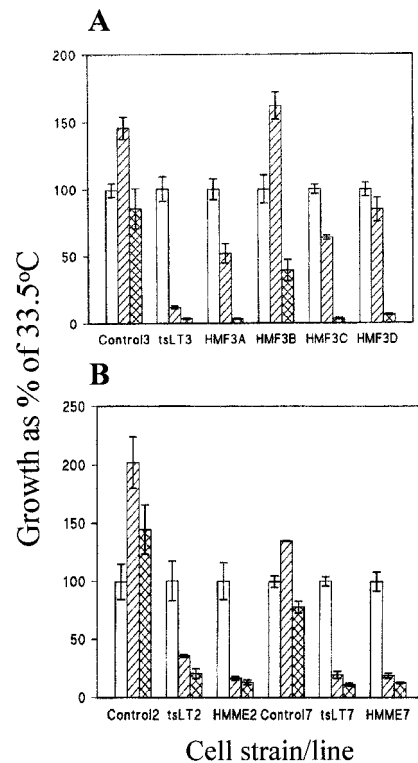 A
200
150
100
50
0
Control3 tsLT3 HMF3A HMF3B HMF3C HMF3D
B
250
200
150
100
50
0
Control2 tsLT2 HMME2 Control7 tsLT7 HMME7
Growth as % of 33.5ºC
Cell strain/line